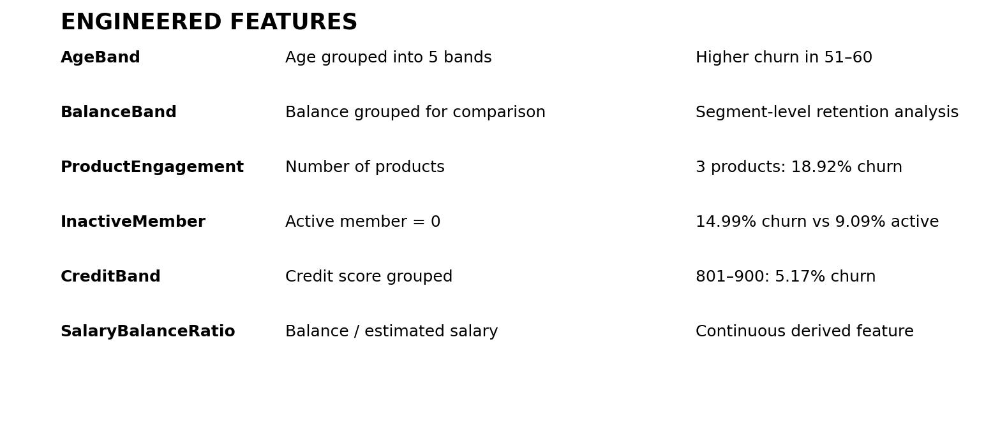 ENGINEERED FEATURES
AgeBand Age grouped into 5 bands Higher churn in 51–60
BalanceBand Balance grouped for comparison Segment-level retention analysis
ProductEngagement Number of products 3 products: 18.92% churn
InactiveMember Active member = 0 14.99% churn vs 9.09% active
CreditBand Credit score grouped 801–900: 5.17% churn
SalaryBalanceRatio Balance / estimated salary Continuous derived feature